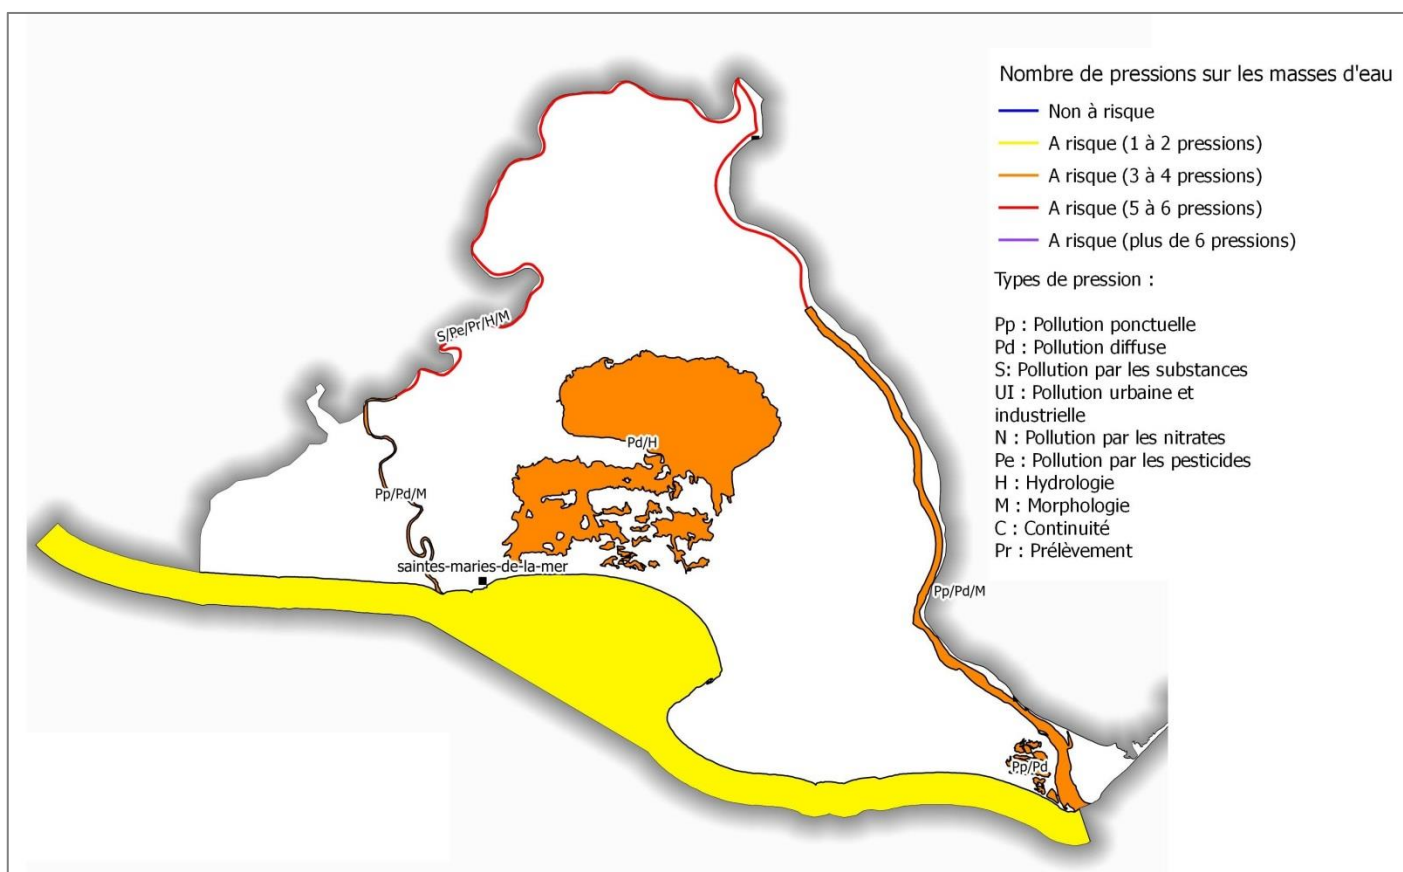 Nombre de pressions sur les masses d'eau
Non à risque
A risque (1 à 2 pressions)
A risque (3 à 4 pressions)
A risque (5 à 6 pressions)
A risque (plus de 6 pressions)
Types de pression :
Pp : Pollution ponctuelle
Pd : Pollution diffuse
S: Pollution par les substances
UI : Pollution urbaine et
industrielle
N : Pollution par les nitrates
Pe : Pollution par les pesticides
H : Hydrologie
M : Morphologie
C : Continuité
Pr : Prélèvement
S/Pe/Pr/H/M
Pd/H
Pp/Pd/M
saintes-maries-de-la-mer
Pp/Pd/M
Pp/Pd